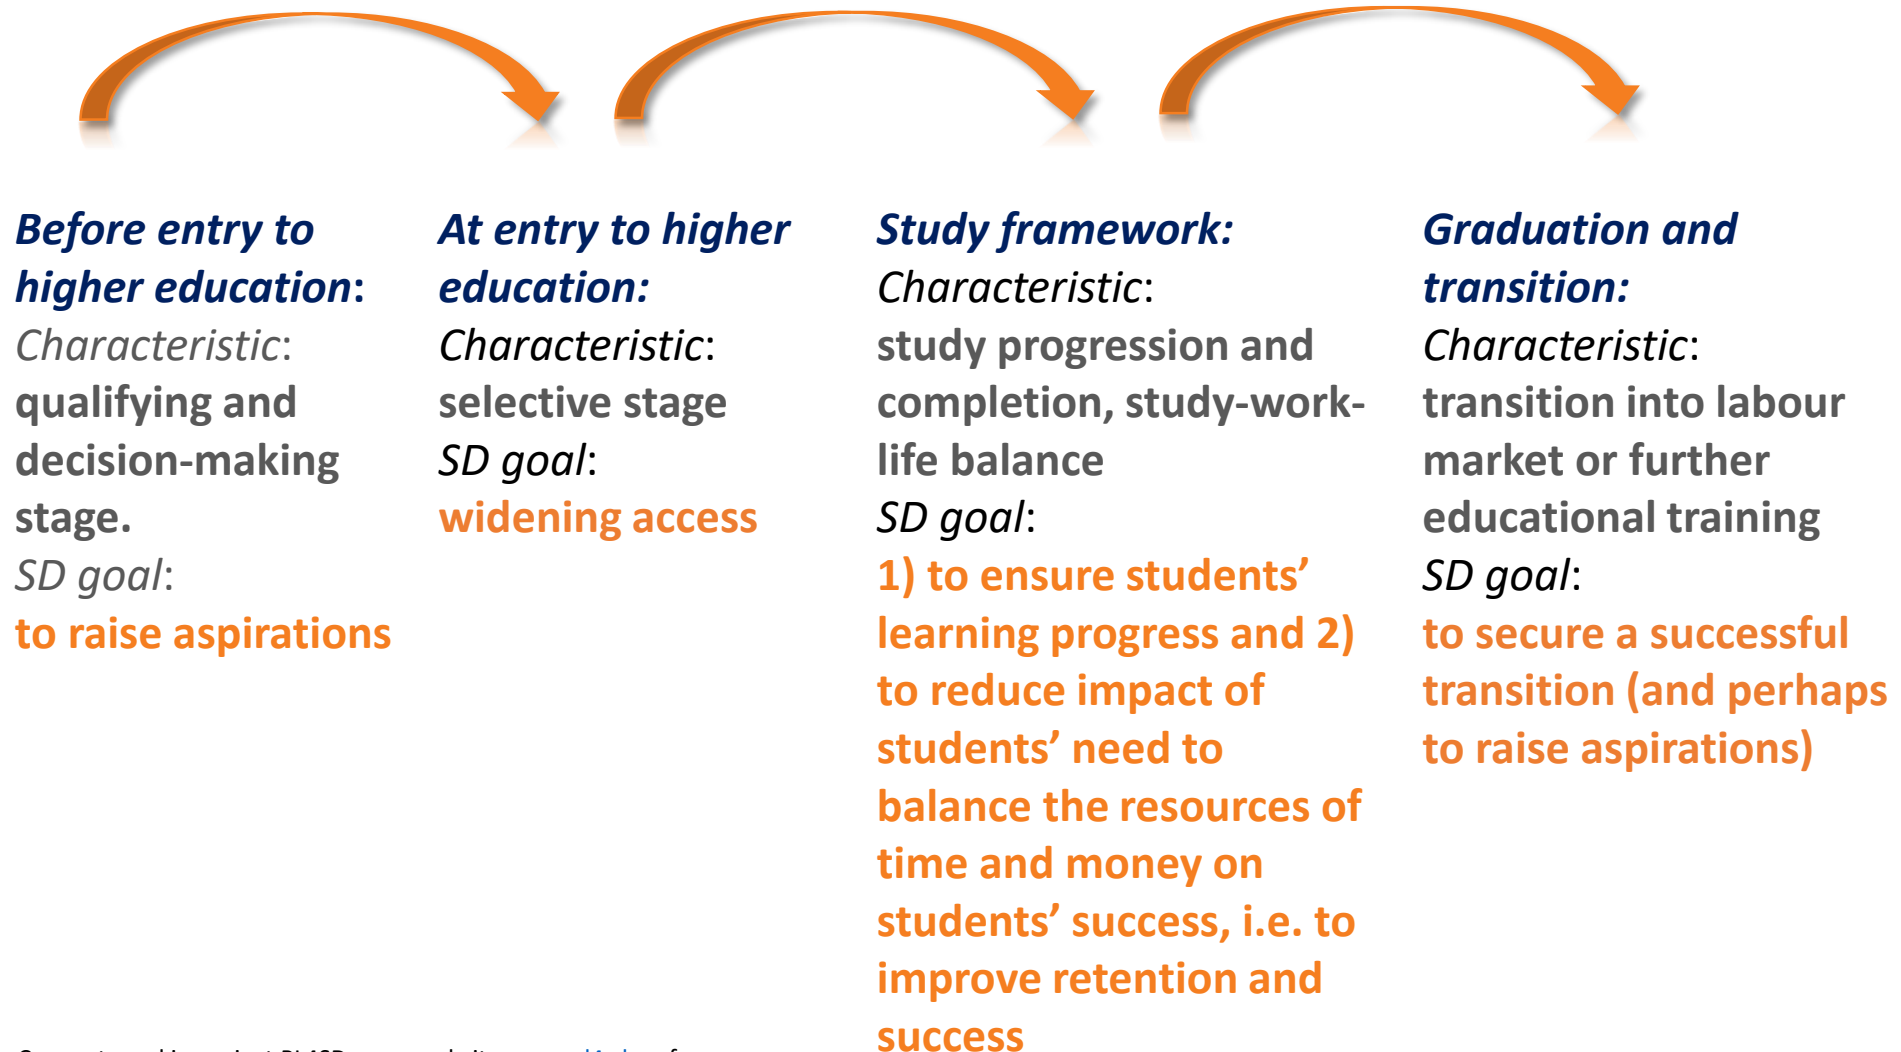 Before entry to
higher education:
Characteristic:
qualifying and
decision-making
stage.
SD goal:
to raise aspirations
At entry to higher
education:
Characteristic:
selective stage
SD goal:
widening access
Study framework:
Characteristic:
study progression and
completion, study-work-
life balance
SD goal:
1) to ensure students’
learning progress and 2)
to reduce impact of
students’ need to
balance the resources of
time and money on
students’ success, i.e. to
improve retention and
success
Graduation and
transition:
Characteristic:
transition into labour
market or further
educational training
SD goal:
to secure a successful
transition (and perhaps
to raise aspirations)